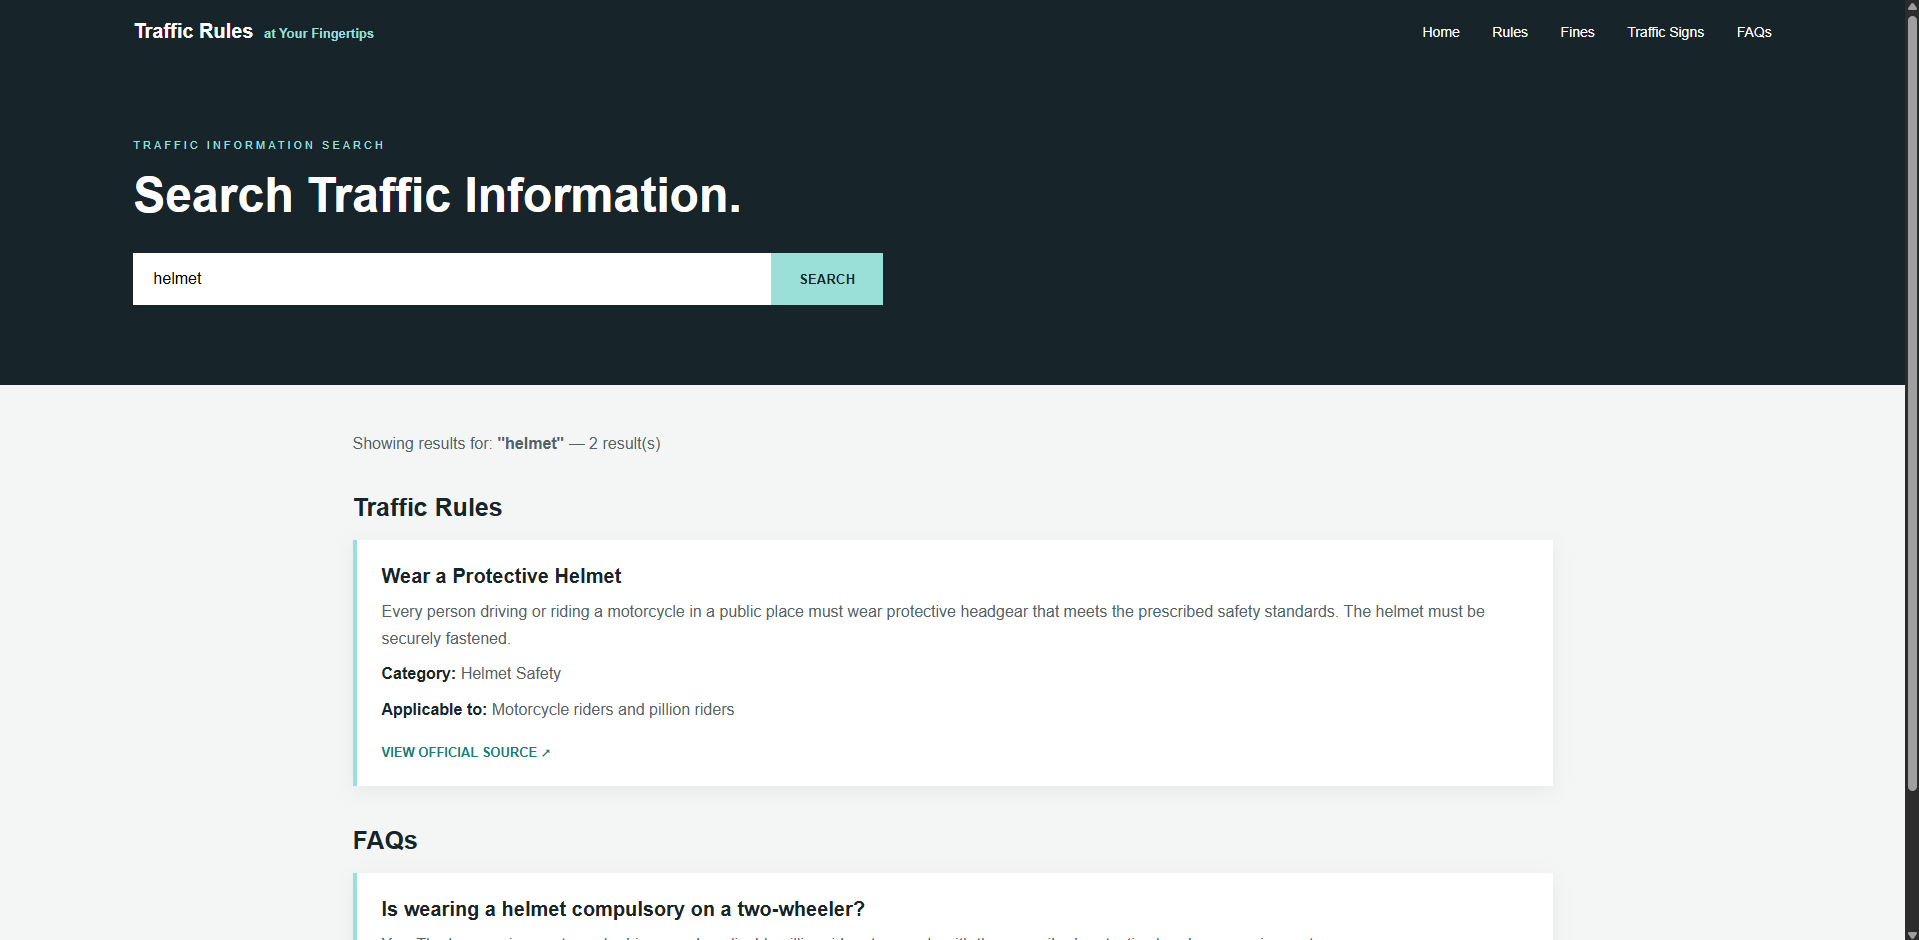 Traffic Rules at Your Fingertips
Home Rules Fines Traffic Signs FAQs
TRAFFIC INFORMATION SEARCH
Search Traffic Information.
helmet
SEARCH
Showing results for: "helmet" — 2 result(s)
Traffic Rules
Wear a Protective Helmet
Every person driving or riding a motorcycle in a public place must wear protective headgear that meets the prescribed safety standards. The helmet must be
securely fastened.
Category: Helmet Safety
Applicable to: Motorcycle riders and pillion riders
VIEW OFFICIAL SOURCE ↗
FAQs
Is wearing a helmet compulsory on a two-wheeler?